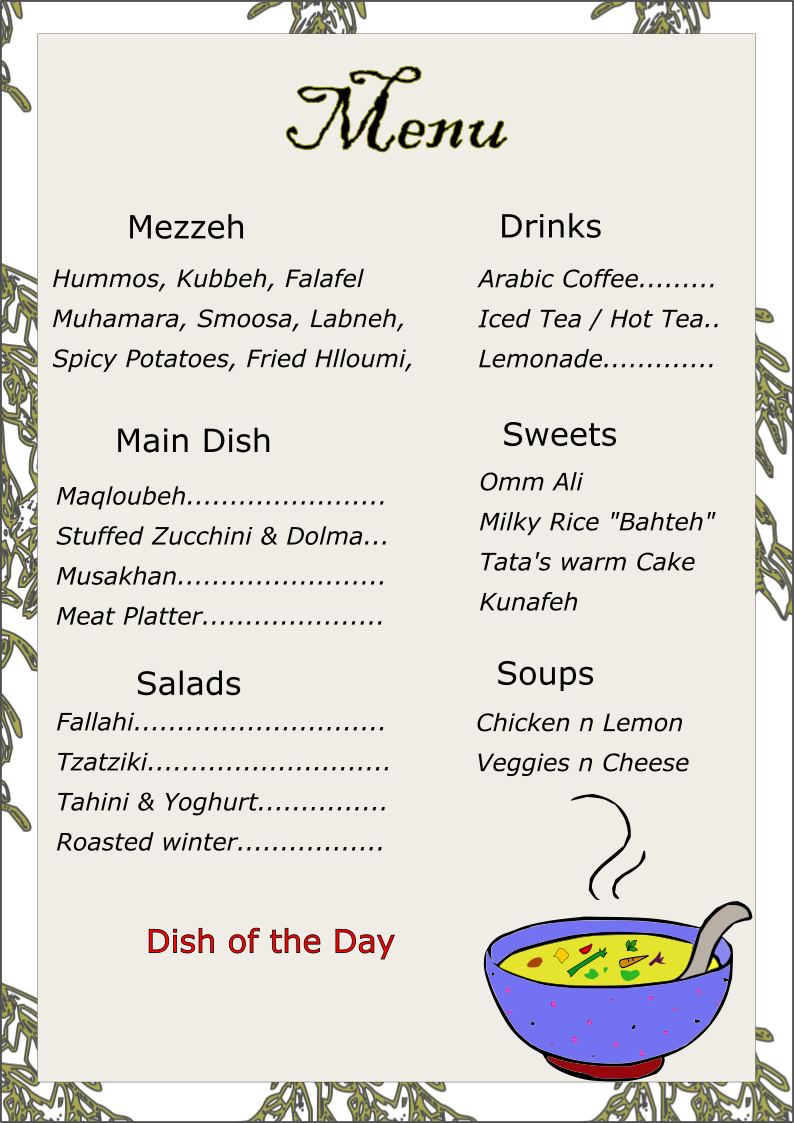 Menu
Mezzeh
Hummos, Kubbeh, Falafel
Muhamara, Smoosa, Labneh,
Spicy Potatoes, Fried Hlloumi,
Main Dish
Maqloubeh.......................
Stuffed Zucchini & Dolma...
Musakhan........................
Meat Platter.....................
Salads
Fallahi.............................
Tzatziki............................
Tahini & Yoghurt...............
Roasted winter.................
Dish of the Day
Drinks
Arabic Coffee.........
Iced Tea / Hot Tea..
Lemonade.............
Sweets
Omm Ali
Milky Rice "Bahteh"
Tata's warm Cake
Kunafeh
Soups
Chicken n Lemon
Veggies n Cheese